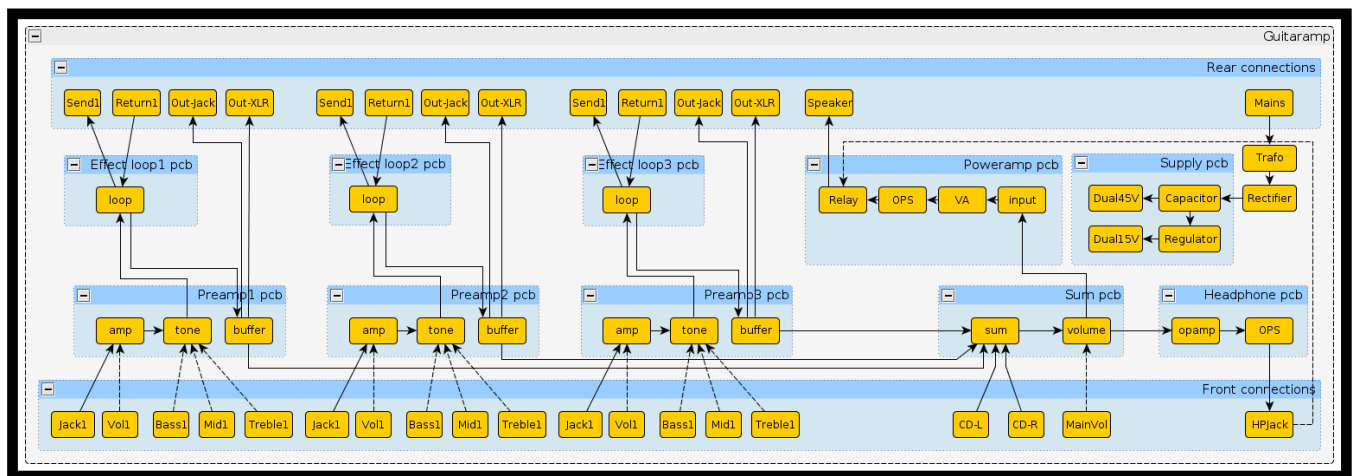 Guitaramp
Rear connections
Send1 Return1 Out-Jack Out-XLR Send1 Return1 Out-Jack Out-XLR Send1 Return1 Out-Jack Out-XLR Speaker Mains
Effect loop1 pcb Effect loop2 pcb Effect loop3 pcb Poweramp pcb Supply pcb Trafo
loop loop loop Relay OPS VA input Dual45V Capacitor Rectifier
Dual15V Regulator
Preamp1 pcb Preamp2 pcb Preamp3 pcb Sum pcb Headphone pcb
amp tone buffer amp tone buffer amp tone buffer sum volume opamp OPS
Front connections
Jack1 Vol1 Bass1 Mid1 Treble1 Jack1 Vol1 Bass1 Mid1 Treble1 Jack1 Vol1 Bass1 Mid1 Treble1 CD-L CD-R MainVol HPJack